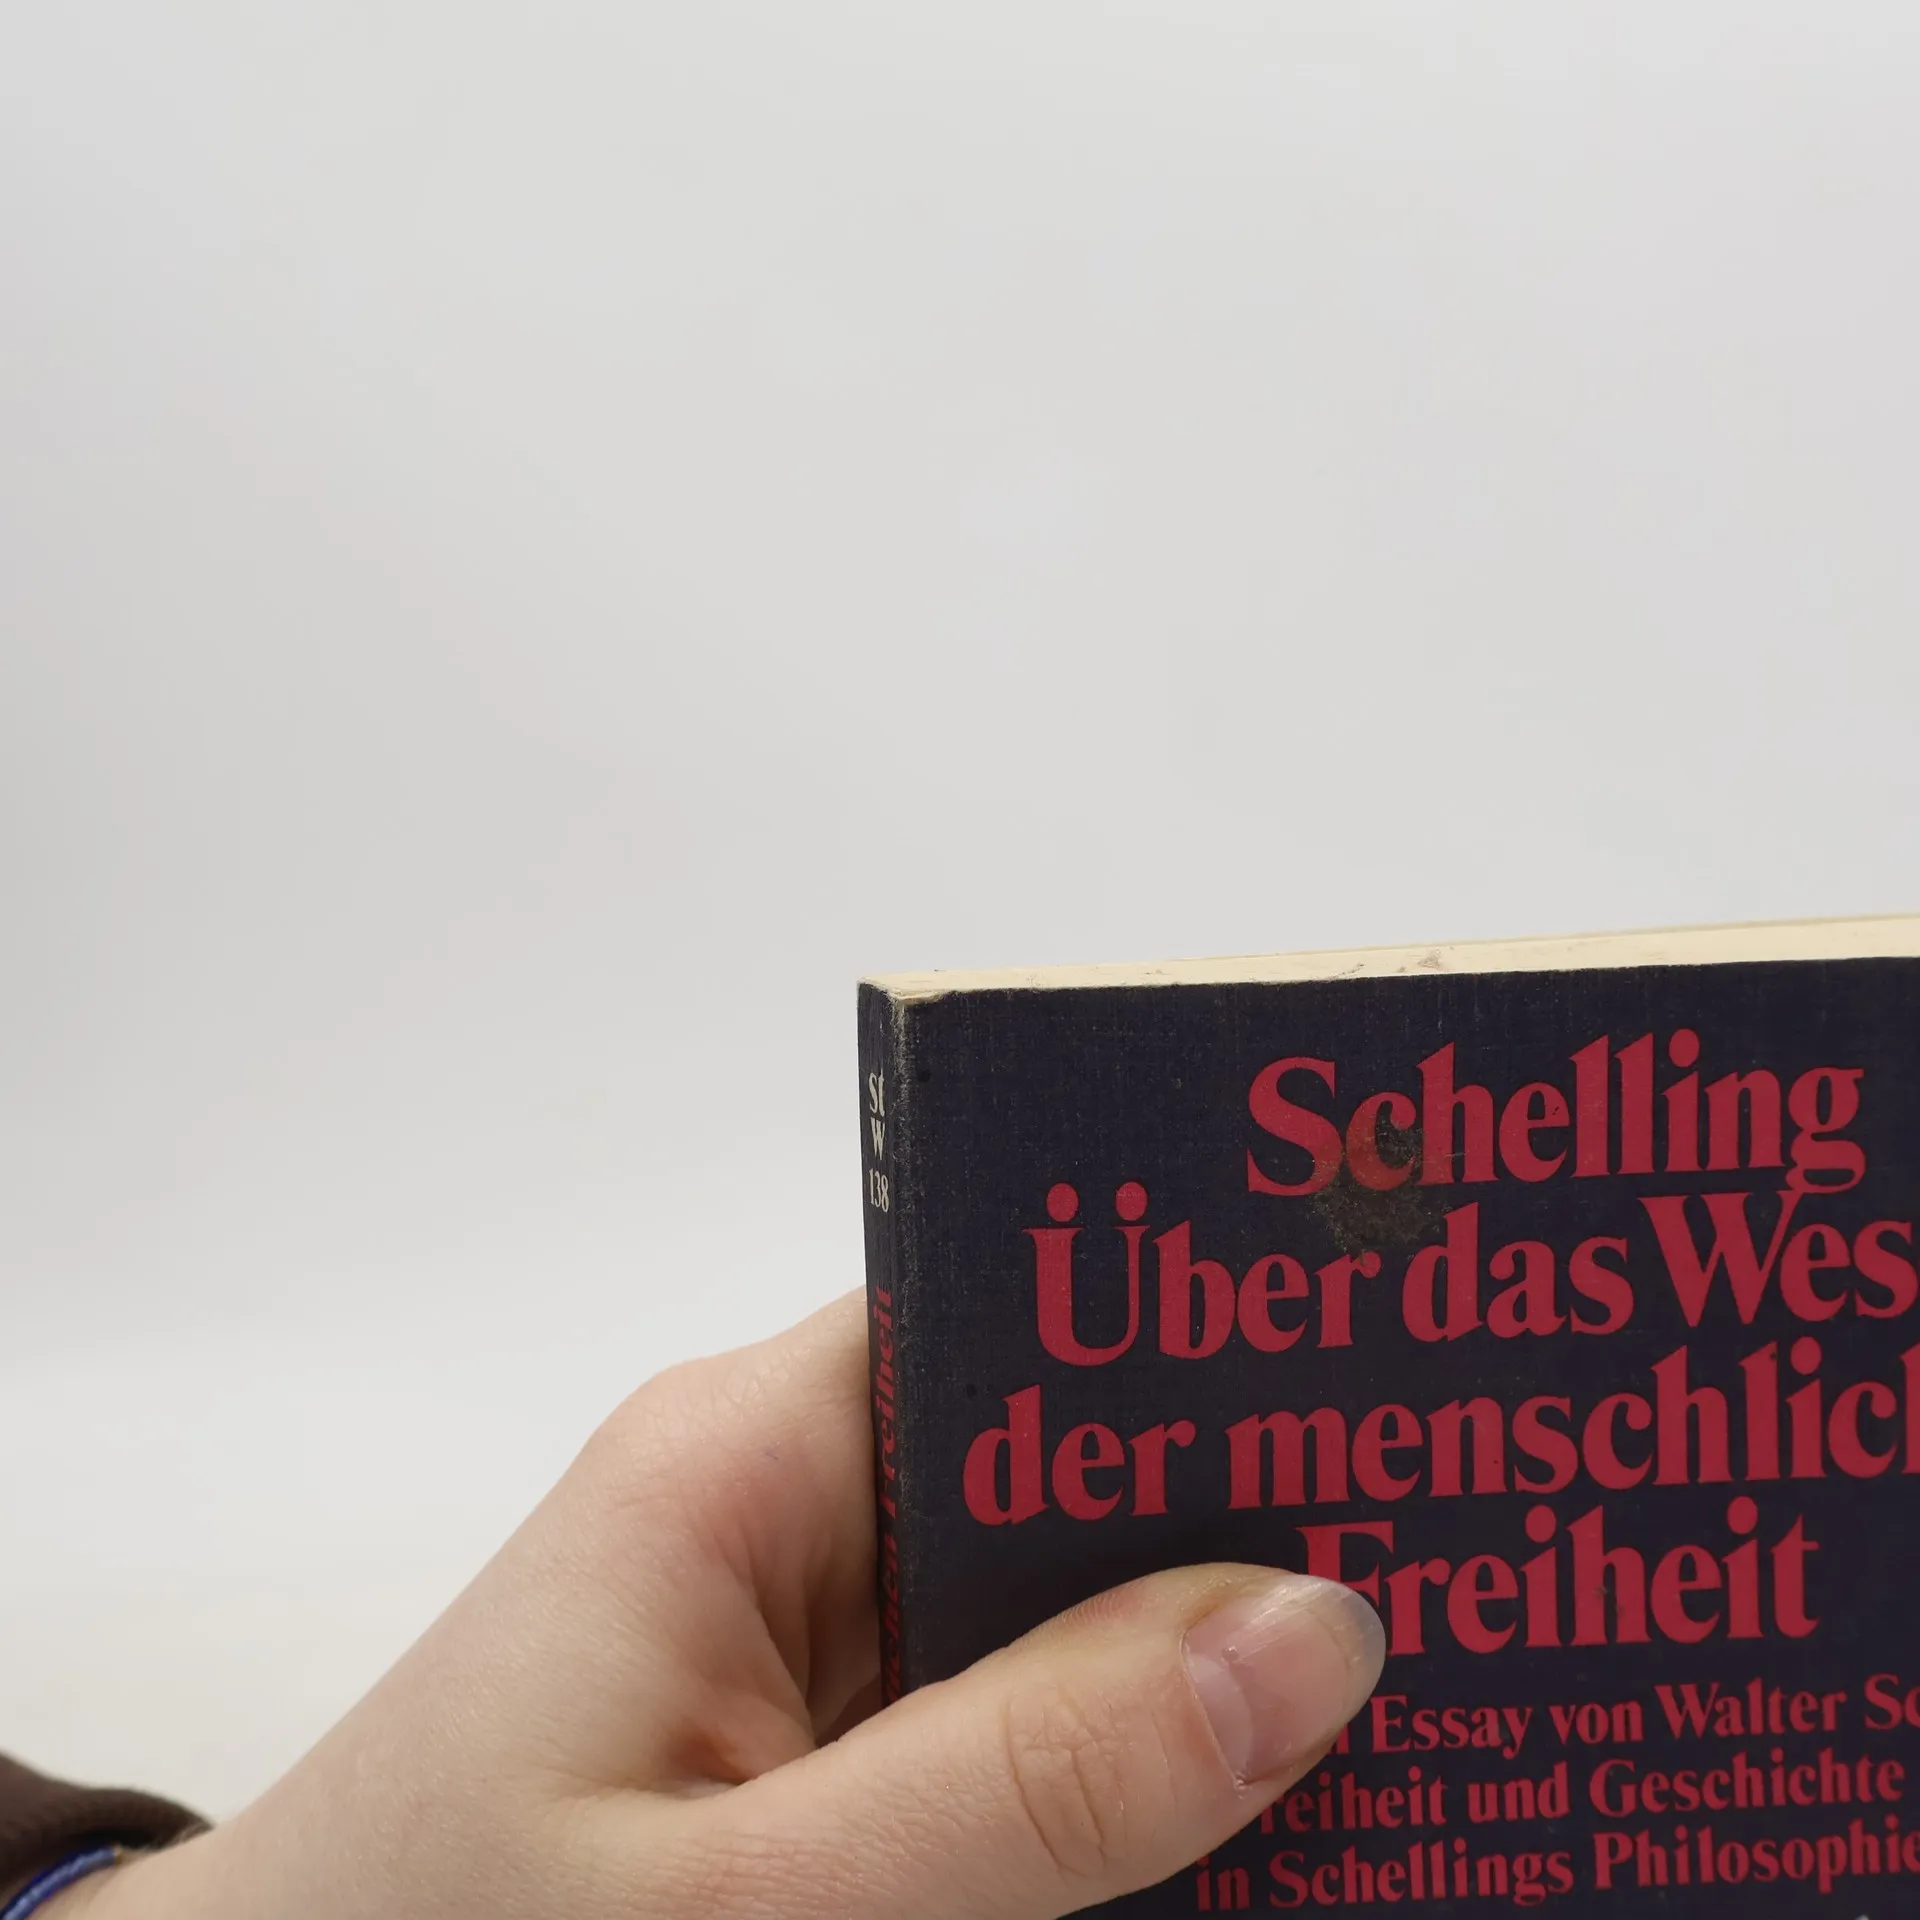 st
w
138
Schelling
Über das Wes
der menschlich
Freiheit
Essay von Walter Sc
reiheit und Geschichte
in Schellings Philosophie
chen Freiheit